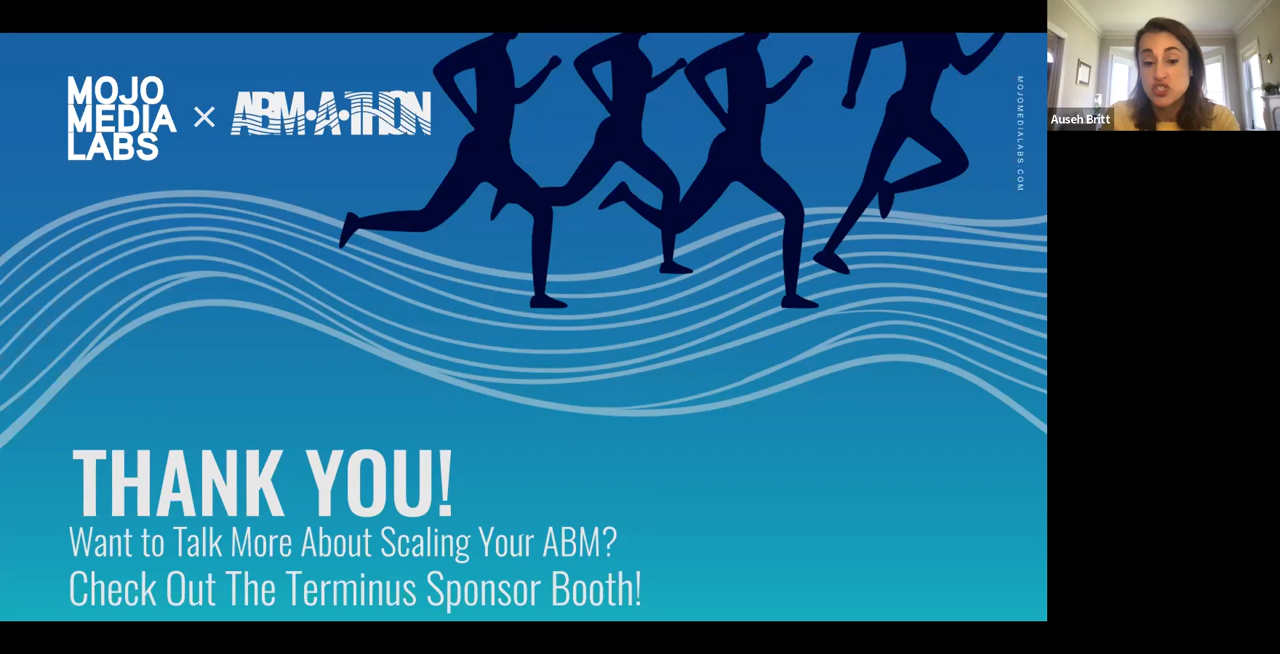 MOJO
MEDIA
LABS
×
ABM•A•THON
MOJOMEDIALABS.COM
Auseh Britt
THANK YOU!
Want to Talk More About Scaling Your ABM?
Check Out The Terminus Sponsor Booth!